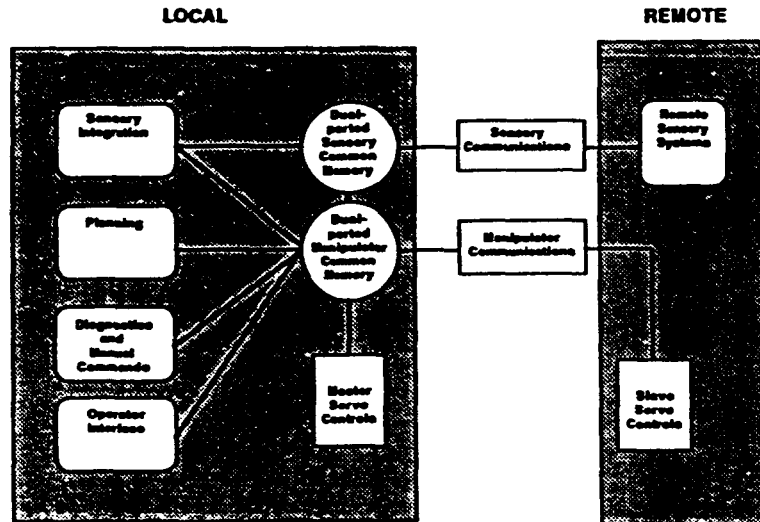 LOCAL
REMOTE
Sensory
Integration
Dual-
ported
Sensory
Common
Memory
Sensory
Communications
Remote
Sensory
Systems
Planning
Dual-
ported
Manipulator
Common
Memory
Manipulator
Communications
Diagnostics
and
Manual
Commands
Master
Servo
Controls
Slave
Servo
Controls
Operator
Interface